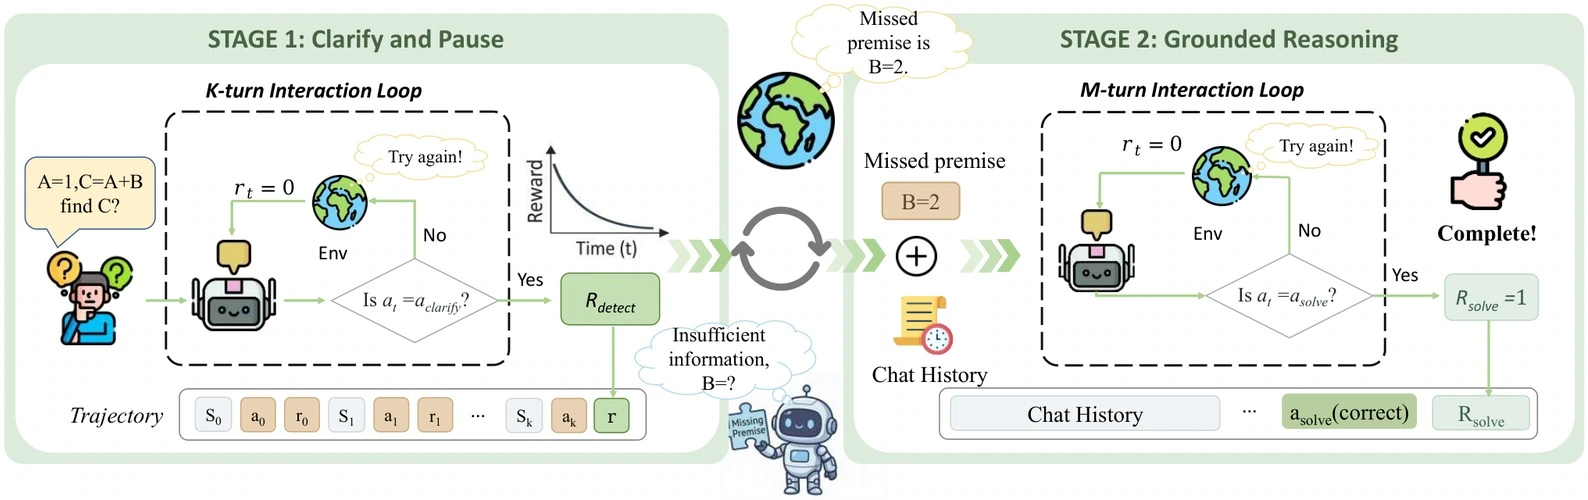 STAGE 1: Clarify and Pause
K-turn Interaction Loop
A=1,C=A+B
find C?
r_t = 0
Try again!
Env
No
Is a_t =a_clarify?
Yes
Reward
Time (t)
R_detect
Trajectory
S_0 a_0 r_0 S_1 a_1 r_1 ... S_k a_k r
Missed
premise is
B=2.
Insufficient
information,
B=?
Missing
Premise
STAGE 2: Grounded Reasoning
Missed premise
B=2
Chat History
M-turn Interaction Loop
r_t = 0
Try again!
Env
No
Is a_t =a_solve?
Yes
Complete!
R_solve =1
Chat History ... a_solve(correct) R_solve